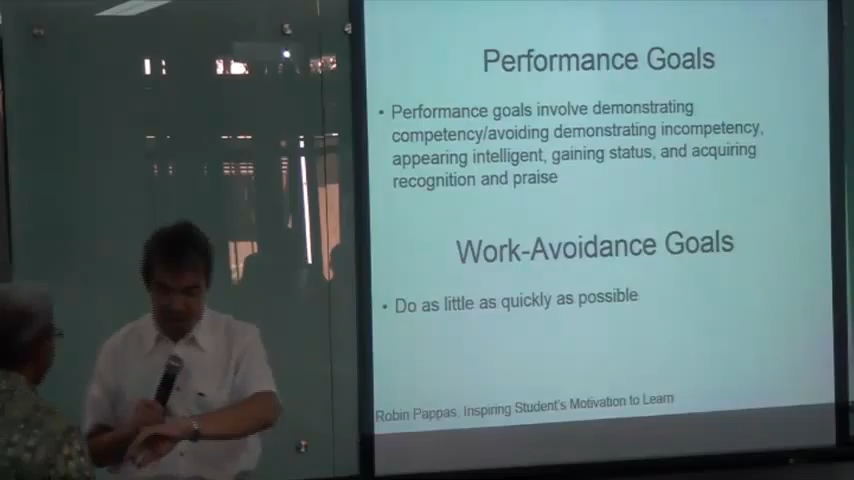 Performance Goals
• Performance goals involve demonstrating
competency/avoiding demonstrating incompetency,
appearing intelligent, gaining status, and acquiring
recognition and praise
Work-Avoidance Goals
• Do as little as quickly as possible
Robin Pappas, Inspiring Student's Motivation to Learn